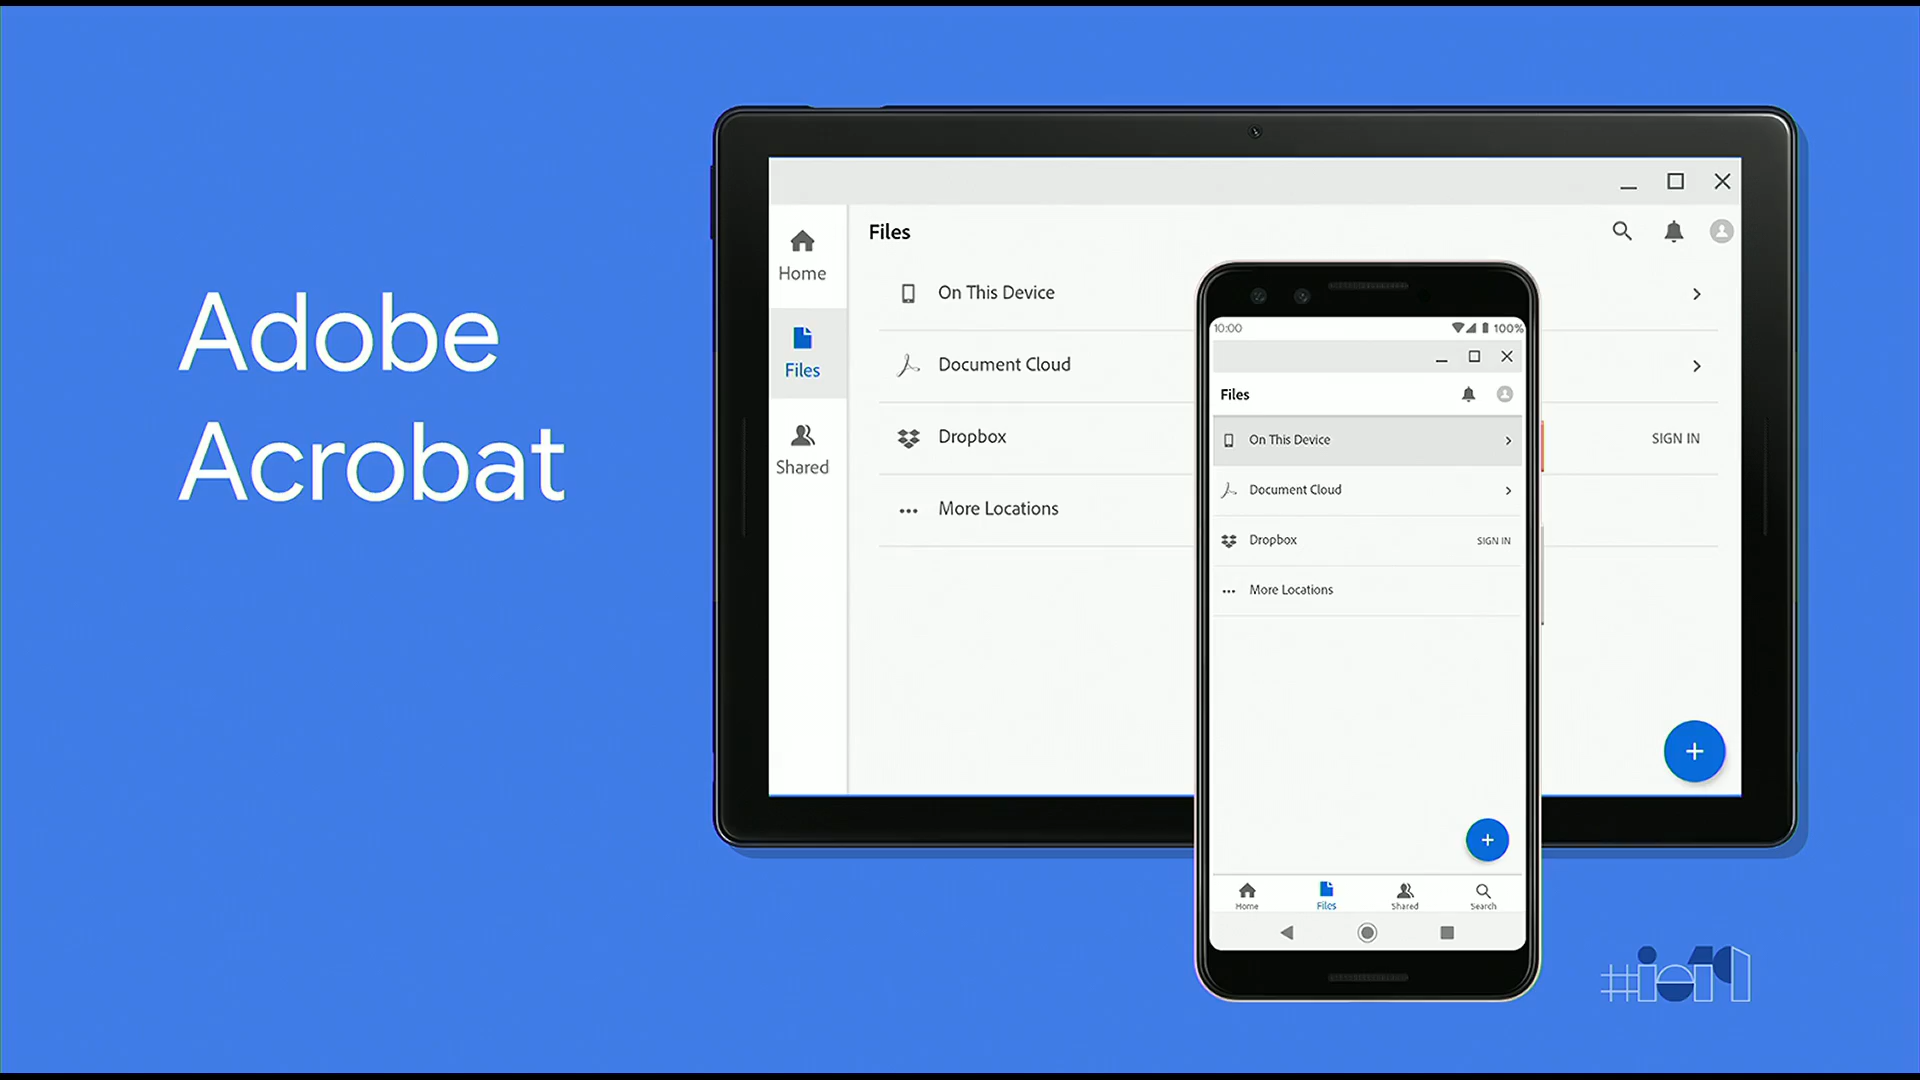 Adobe
Acrobat
Files
Home
Files
Shared
On This Device
Document Cloud
Dropbox
SIGN IN
More Locations
10:00
100%
Files
On This Device
Document Cloud
Dropbox
SIGN IN
More Locations
Home
Files
Shared
Search
#io19